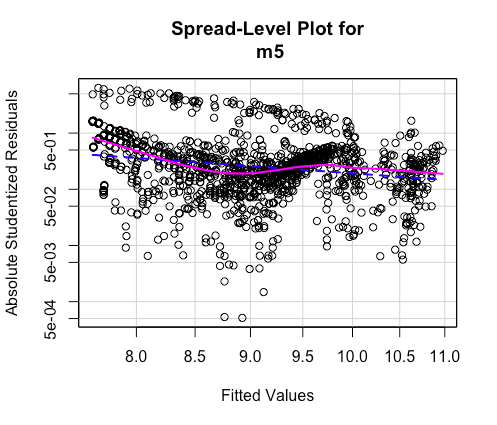 Spread-Level Plot for
m5
Absolute Studentized Residuals
5e-01
5e-02
5e-03
5e-04
8.0 8.5 9.0 9.5 10.0 10.5 11.0
Fitted Values